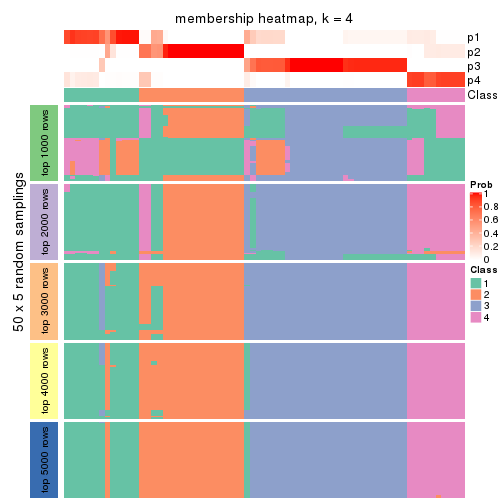 membership heatmap, k = 4
p1
p2
p3
p4
Class
50 x 5 random samplings
top 1000 rows
top 2000 rows
top 3000 rows
top 4000 rows
top 5000 rows
Prob
1
0.8
0.6
0.4
0.2
0
Class
1
2
3
4